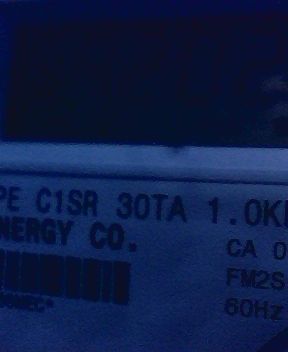 PE C1SR 30TA 1.0K
NERGY CO.
CA 0
FM2S
60Hz